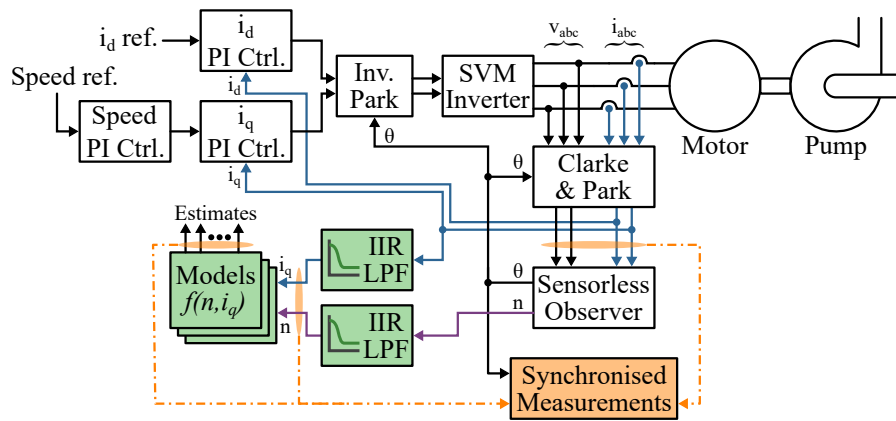 i_d ref.
Speed ref.
i_d
PI Ctrl.
i_d
Speed
PI Ctrl.
i_q
PI Ctrl.
i_q
Inv.
Park
θ
SVM
Inverter
v_abc
i_abc
Motor
Pump
θ
Clarke
& Park
Estimates
Models
f(n,i_q)
i_q
n
IIR
LPF
IIR
LPF
θ
n
Sensorless
Observer
Synchronised
Measurements